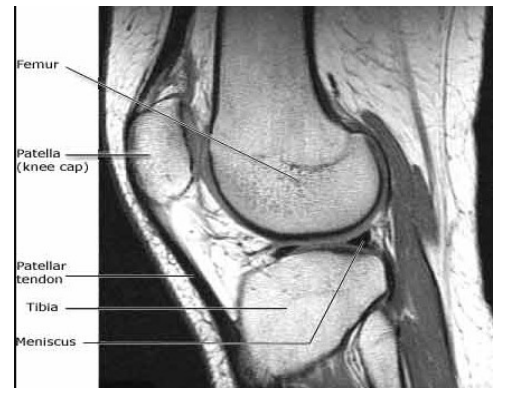 Femur
Patella
(knee cap)
Patellar
tendon
Tibia
Meniscus